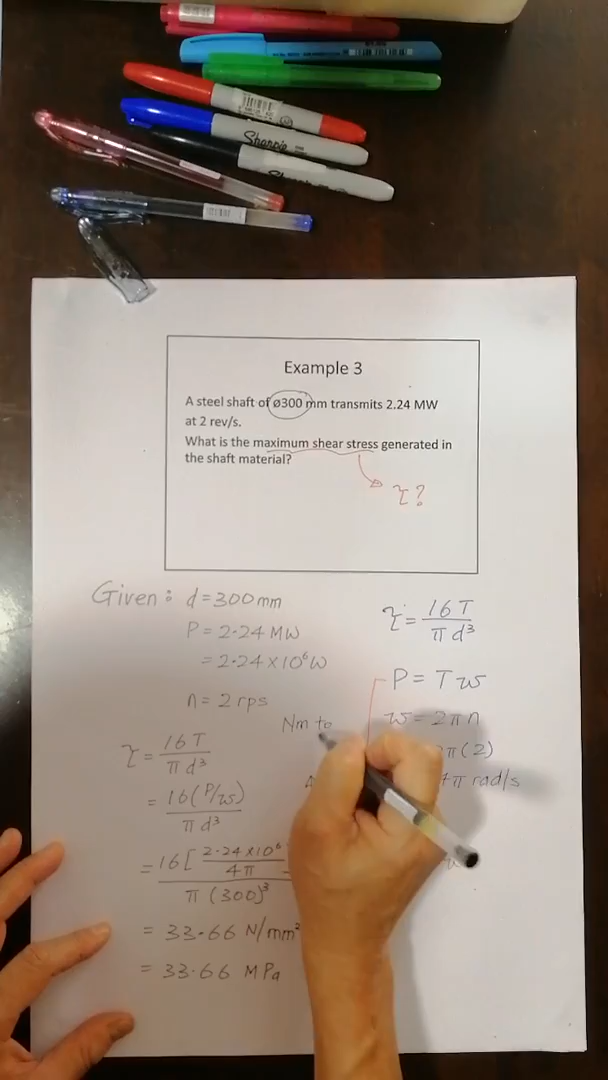 Sharpie
Example 3
A steel shaft of ø300 mm transmits 2.24 MW
at 2 rev/s.
What is the maximum shear stress generated in
the shaft material?
τ?
Given: d = 300 mm
P = 2.24 MW
= 2.24 × 10⁶ W
n = 2 rps
τ = 16T / πd³
= 16(P/ω) / πd³
= 16[ 2.24 × 10⁶ / 4π / π (300)³
= 33.66 N/mm²
= 33.66 MPa
τ = 16T / πd³
P = Tω
ω = 2πn
π(2)
π rad/s
Nm to